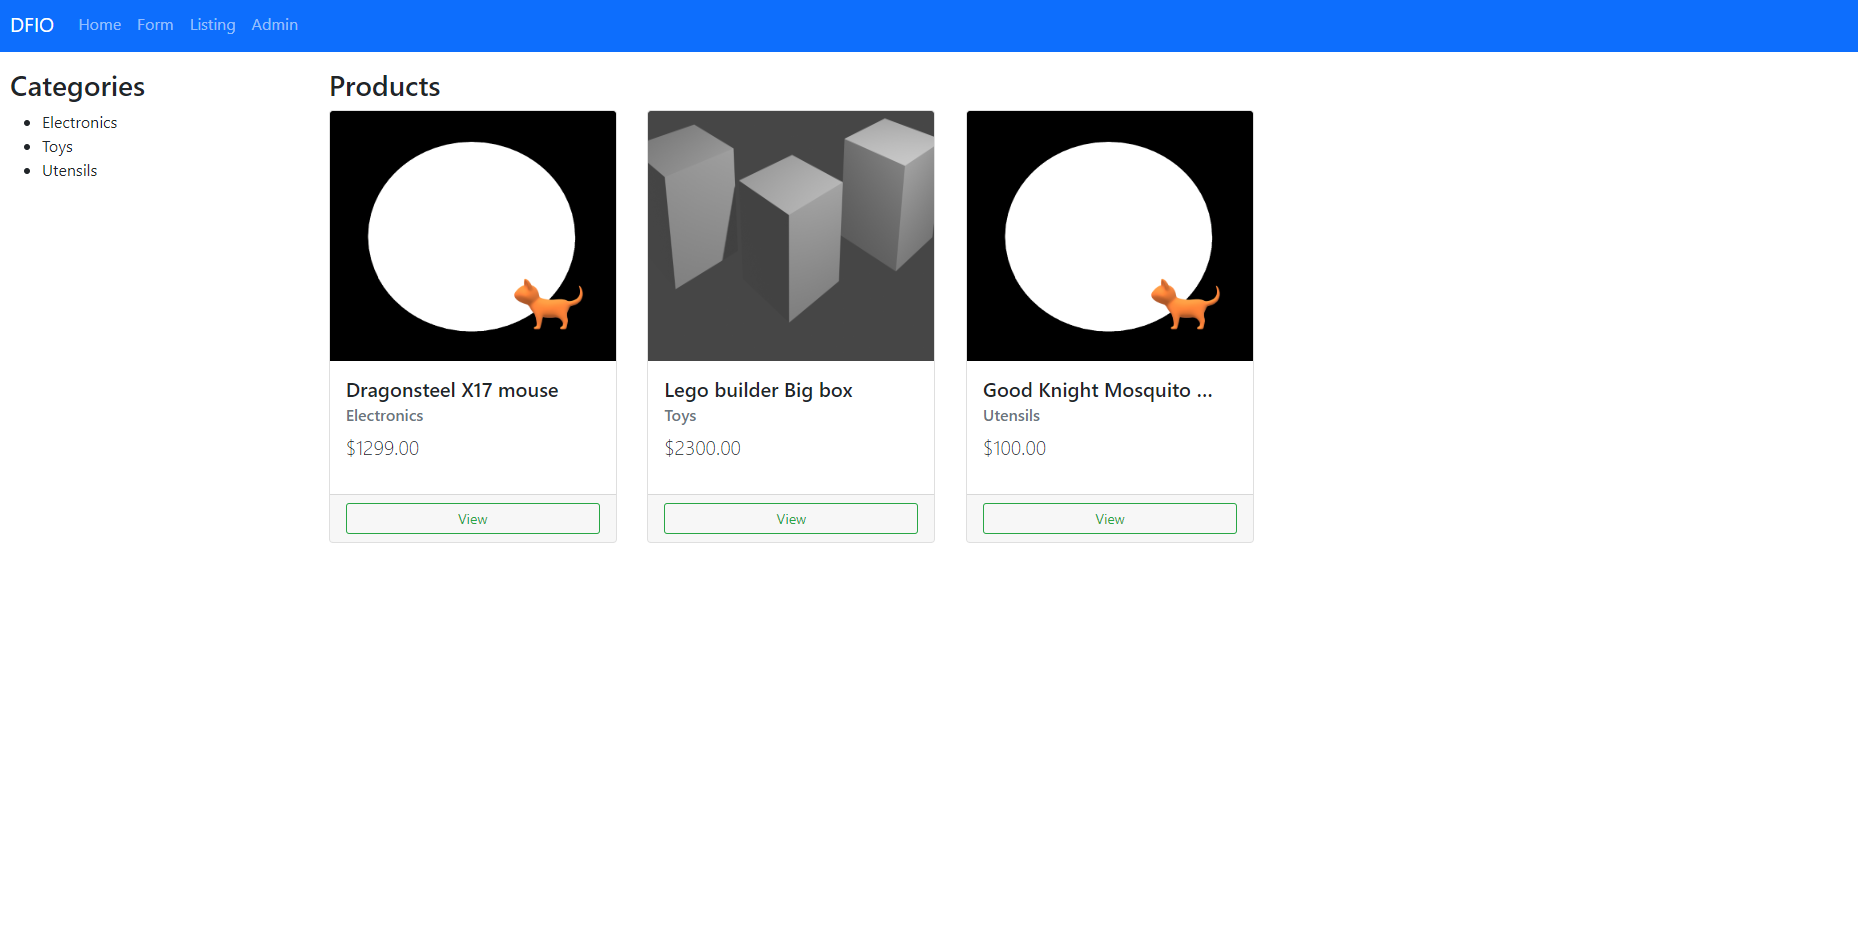 DFIO Home Form Listing Admin
Categories
Electronics
Toys
Utensils
Products
Dragonsteel X17 mouse
Electronics
$1299.00
View
Lego builder Big box
Toys
$2300.00
View
Good Knight Mosquito ...
Utensils
$100.00
View